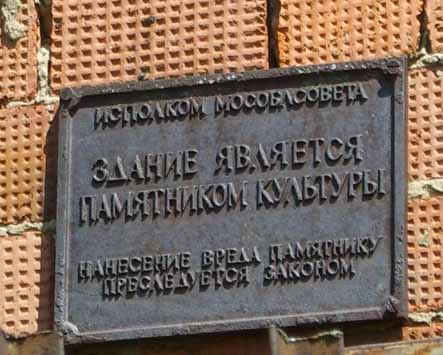 ИСПОЛКОМ МОСОБЛСОВЕТА
ЗДАНИЕ ЯВЛЯЕТСЯ
ПАМЯТНИКОМ КУЛЬТУРЫ
НАНЕСЕНИЕ ВРЕДА ПАМЯТНИКУ
ПРЕСЛЕДУЕТСЯ ЗАКОНОМ